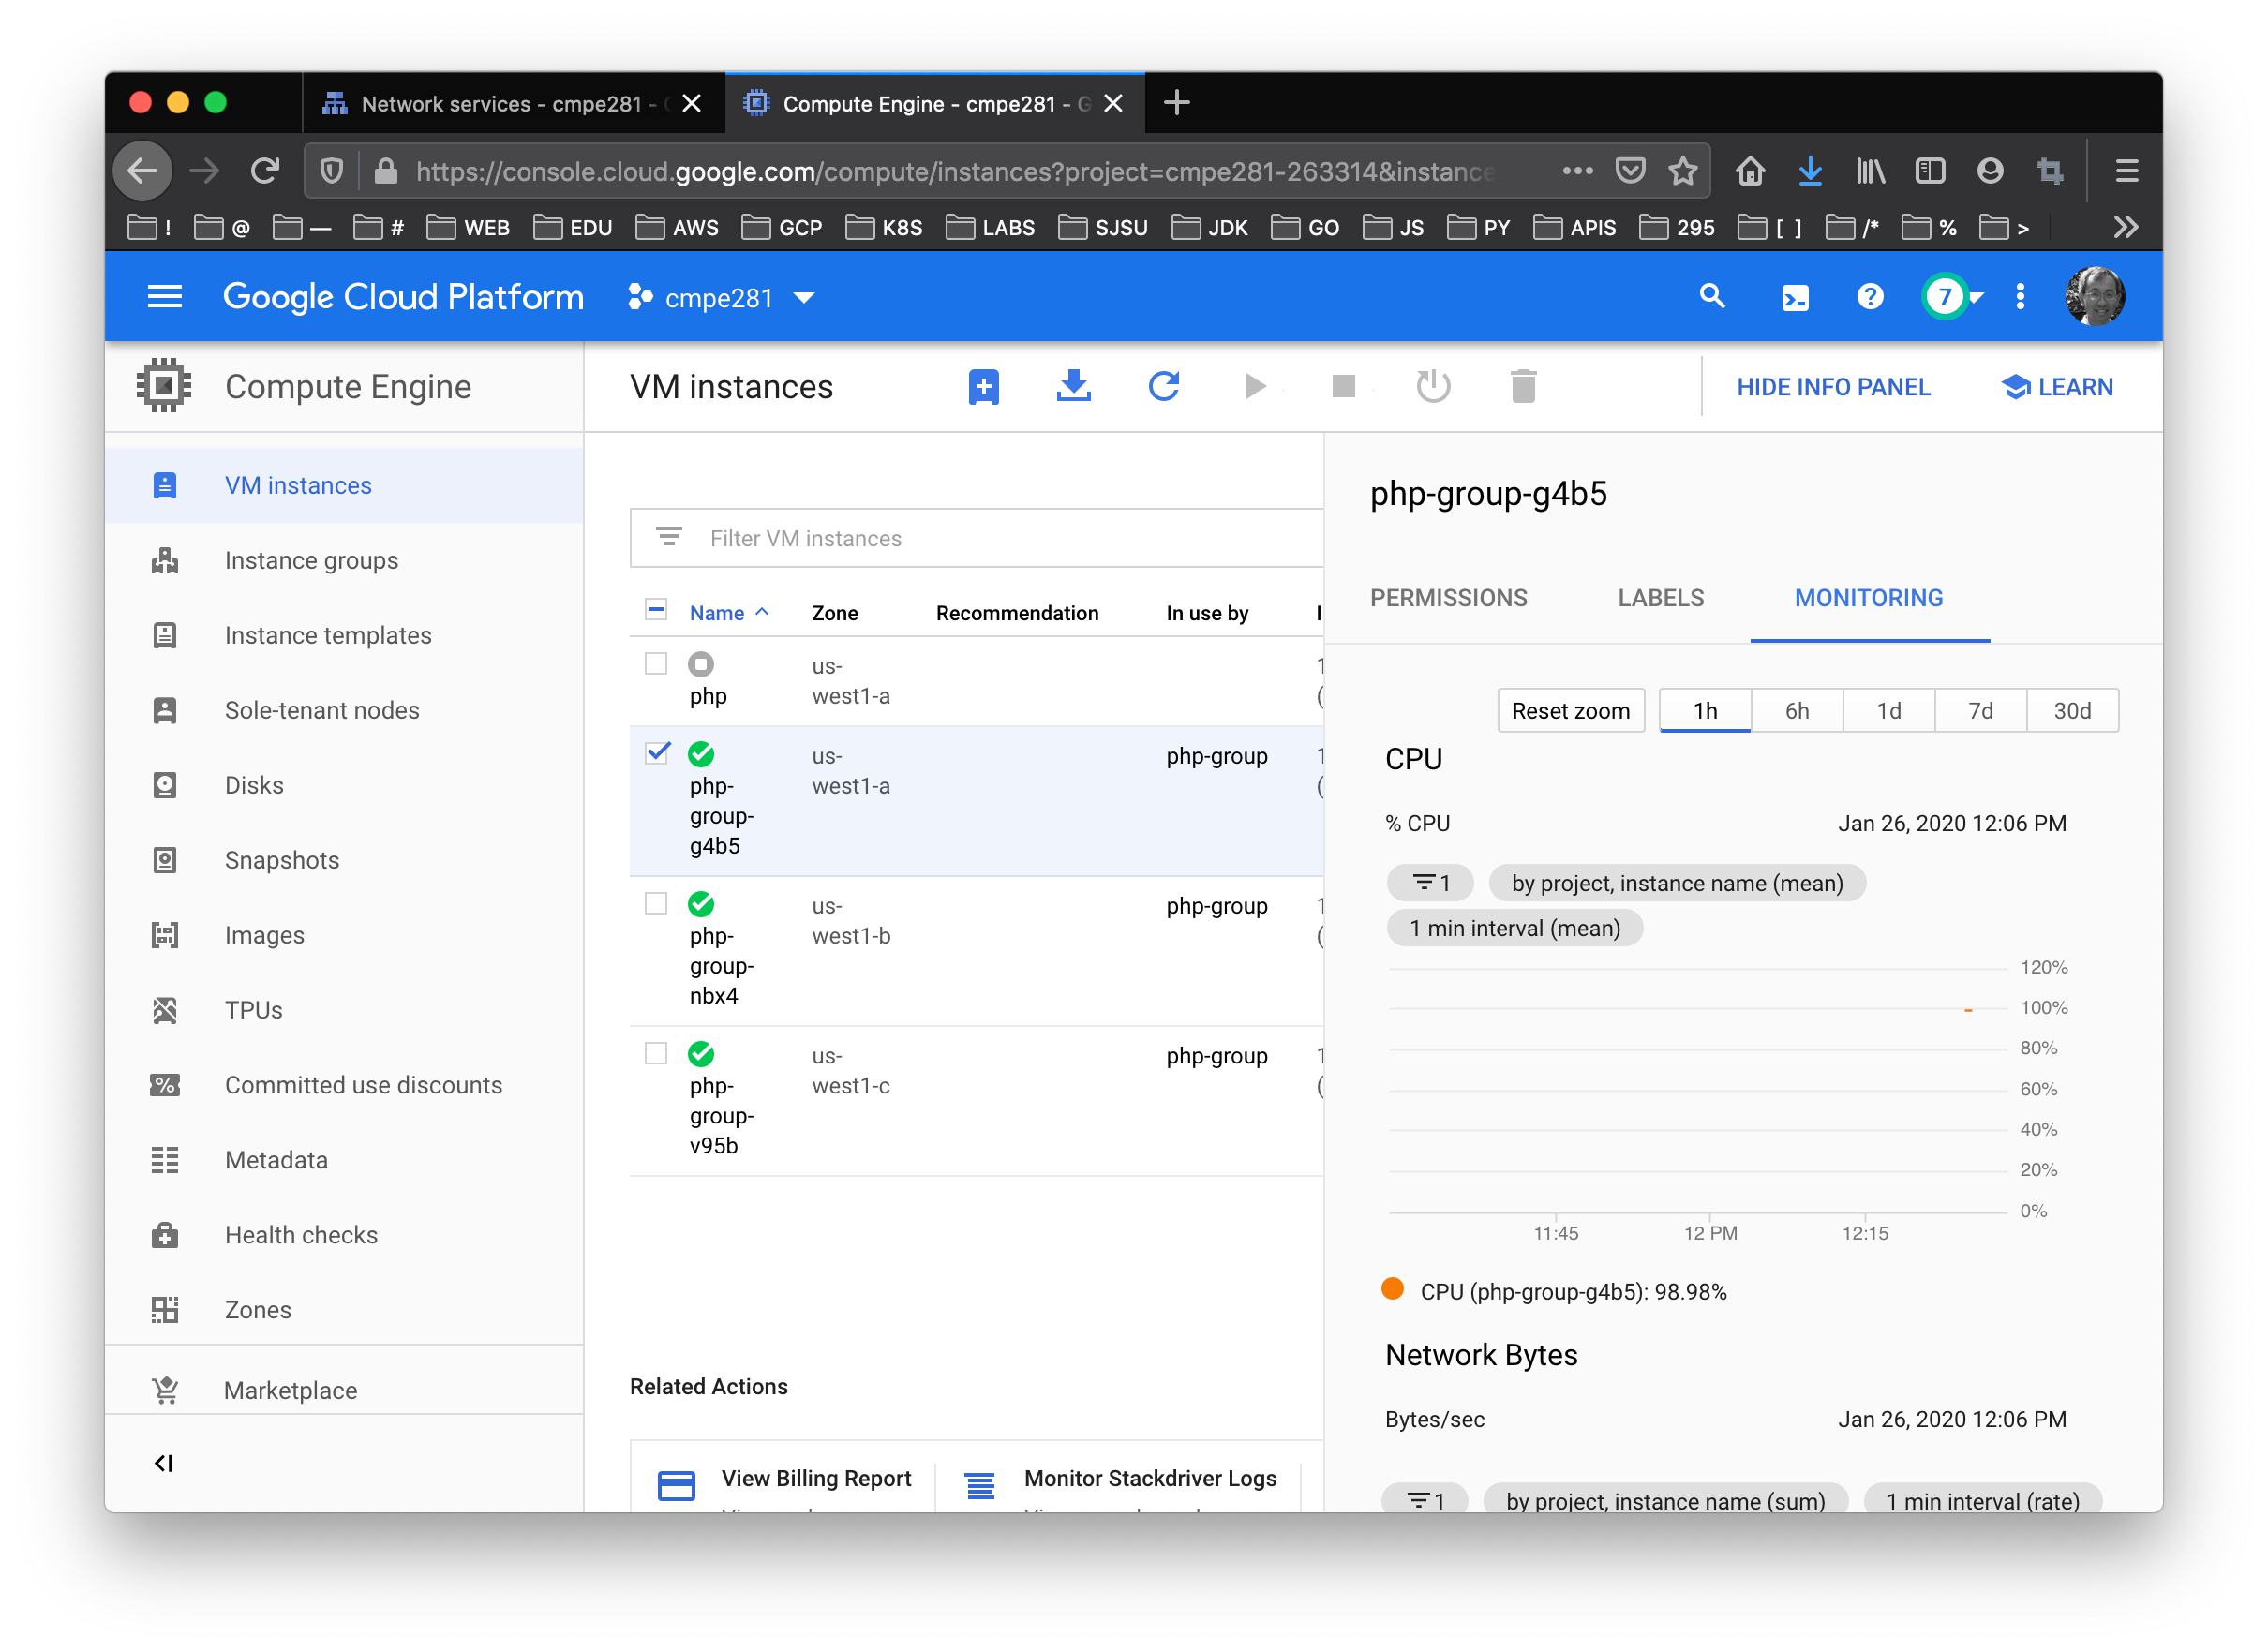 Network services - cmpe281 -
Compute Engine - cmpe281 - G
https://console.cloud.google.com/compute/instances?project=cmpe281-263314&instance
! @ — # WEB EDU AWS GCP K8S LABS SJSU JDK GO JS PY APIS 295 [ ] /* % >
Google Cloud Platform
cmpe281
7
Compute Engine
VM instances
Instance groups
Instance templates
Sole-tenant nodes
Disks
Snapshots
Images
TPUs
Committed use discounts
Metadata
Health checks
Zones
Marketplace
VM instances
HIDE INFO PANEL
LEARN
Filter VM instances
Name Zone Recommendation In use by
php
us-
west1-a
php-
group-
g4b5
us-
west1-a
php-group
php-
group-
nbx4
us-
west1-b
php-group
php-
group-
v95b
us-
west1-c
php-group
Related Actions
View Billing Report
Monitor Stackdriver Logs
php-group-g4b5
PERMISSIONS LABELS MONITORING
Reset zoom 1h 6h 1d 7d 30d
CPU
% CPU Jan 26, 2020 12:06 PM
1 by project, instance name (mean)
1 min interval (mean)
120%
100%
80%
60%
40%
20%
0%
11:45 12 PM 12:15
CPU (php-group-g4b5): 98.98%
Network Bytes
Bytes/sec Jan 26, 2020 12:06 PM
1 by project, instance name (sum) 1 min interval (rate)